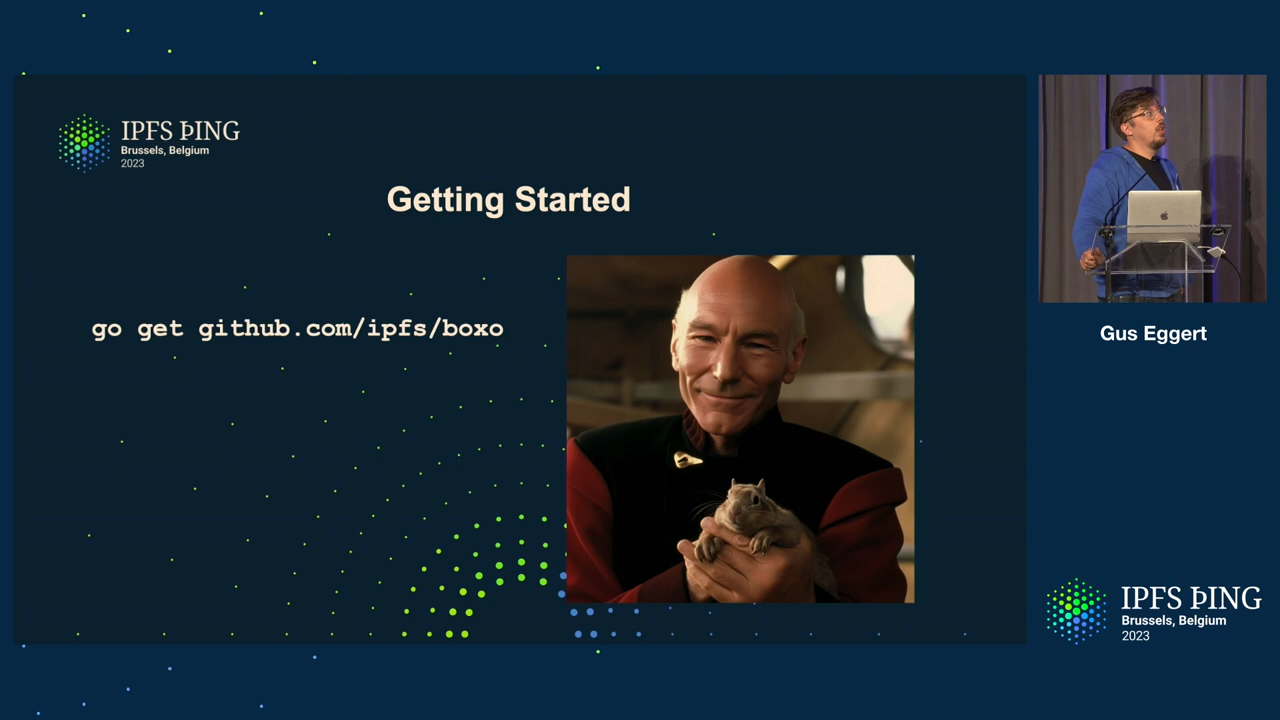 IPFS ÞING
Brussels, Belgium
2023
Getting Started
go get github.com/ipfs/boxo
Gus Eggert
IPFS ÞING
Brussels, Belgium
2023